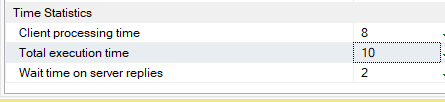 Time Statistics
Client processing time 8
Total execution time 10
Wait time on server replies 2